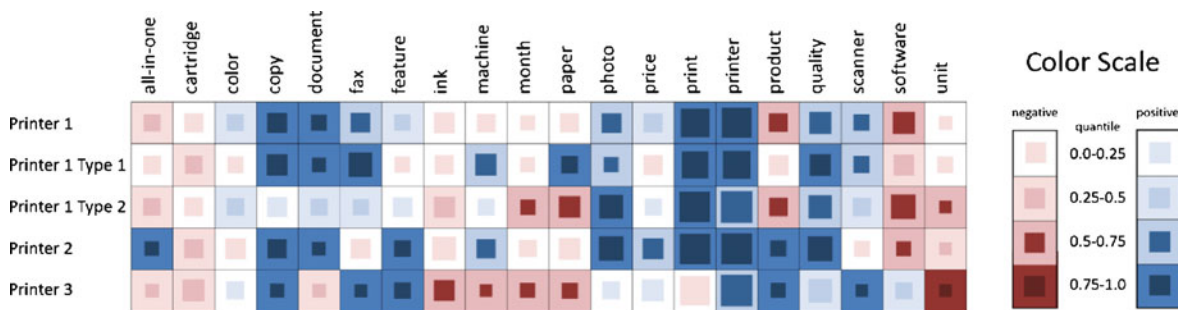 all-in-one
cartridge
color
copy
document
fax
feature
ink
machine
month
paper
photo
price
print
printer
product
quality
scanner
software
unit
Printer 1
Printer 1 Type 1
Printer 1 Type 2
Printer 2
Printer 3
Color Scale
negative quantile positive
0.0-0.25
0.25-0.5
0.5-0.75
0.75-1.0